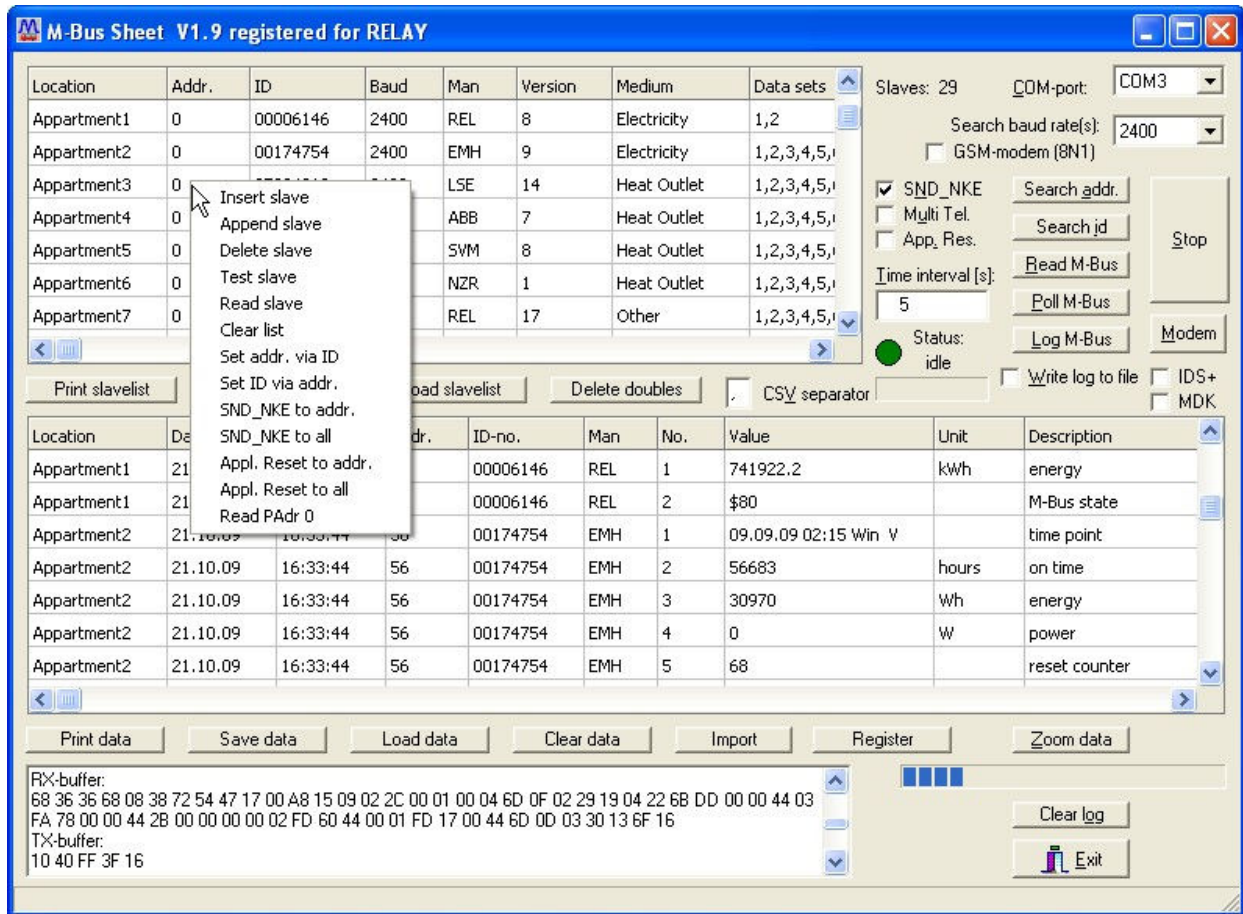 M-Bus Sheet V1.9 registered for RELAY
Location Addr. ID Baud Man Version Medium Data sets
Appartment1 0 00006146 2400 REL 8 Electricity 1,2
Appartment2 0 00174754 2400 EMH 9 Electricity 1,2,3,4,5,
Appartment3 0 LSE 14 Heat Outlet 1,2,3,4,5,
Appartment4 0 ABB 7 Heat Outlet 1,2,3,4,5,
Appartment5 0 SVM 8 Heat Outlet 1,2,3,4,5,
Appartment6 0 NZR 1 Heat Outlet 1,2,3,4,5,
Appartment7 0 REL 17 Other 1,2,3,4,5,
Insert slave
Append slave
Delete slave
Test slave
Read slave
Clear list
Set addr. via ID
Set ID via addr.
SND_NKE to addr.
SND_NKE to all
Appl. Reset to addr.
Appl. Reset to all
Read PAdr 0
Slaves: 29 COM-port: COM3
Search baud rate(s): 2400
GSM-modem (8N1)
SND_NKE Search addr.
Multi Tel. Search id Stop
App. Res.
Time interval [s]: Read M-Bus
5 Poll M-Bus
Status: Log M-Bus Modem
idle
Write log to file IDS+
MDK
Print slavelist slavelist Delete doubles , CSV separator
Location ID-no. Man No. Value Unit Description
Appartment1 00006146 REL 1 741922.2 kWh energy
Appartment1 00006146 REL 2 $80 M-Bus state
Appartment2 00174754 EMH 1 09.09.09 02:15 Win V time point
Appartment2 21.10.09 16:33:44 56 00174754 EMH 2 56683 hours on time
Appartment2 21.10.09 16:33:44 56 00174754 EMH 3 30970 Wh energy
Appartment2 21.10.09 16:33:44 56 00174754 EMH 4 0 W power
Appartment2 21.10.09 16:33:44 56 00174754 EMH 5 68 reset counter
Print data Save data Load data Clear data Import Register Zoom data
RX-buffer:
68 36 36 68 08 38 72 54 47 17 00 A8 15 09 02 2C 00 01 00 04 6D 0F 02 29 19 04 22 6B DD 00 00 44 03
FA 78 00 00 44 2B 00 00 00 00 02 FD 60 44 00 01 FD 17 00 44 6D 0D 03 30 13 6F 16
TX-buffer:
10 40 FF 3F 16
Clear log
Exit